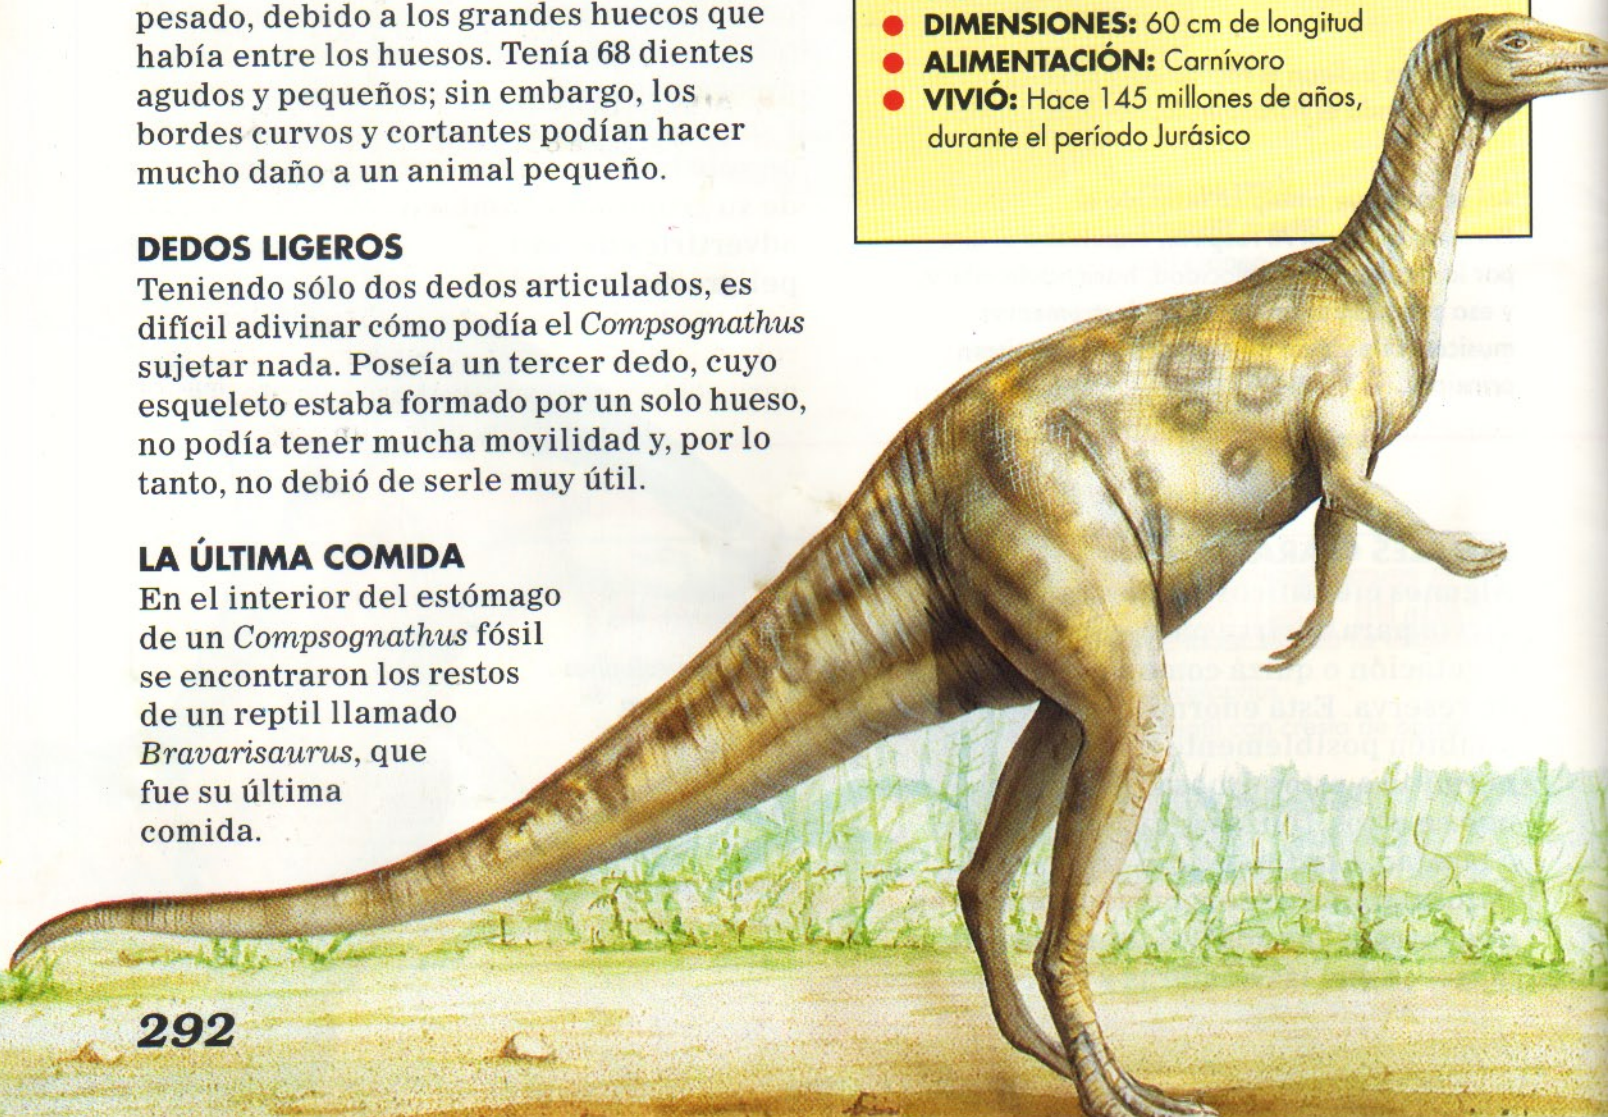 pesado, debido a los grandes huecos que
había entre los huesos. Tenía 68 dientes
agudos y pequeños; sin embargo, los
bordes curvos y cortantes podían hacer
mucho daño a un animal pequeño.
DEDOS LIGEROS
Teniendo sólo dos dedos articulados, es
difícil adivinar cómo podía el Compsognathus
sujetar nada. Poseía un tercer dedo, cuyo
esqueleto estaba formado por un solo hueso,
no podía tener mucha movilidad y, por lo
tanto, no debió de serle muy útil.
LA ÚLTIMA COMIDA
En el interior del estómago
de un Compsognathus fósil
se encontraron los restos
de un reptil llamado
Bravarisaurus, que
fue su última
comida.
292
DIMENSIONES: 60 cm de longitud
ALIMENTACIÓN: Carnívoro
VIVIÓ: Hace 145 millones de años,
durante el período Jurásico